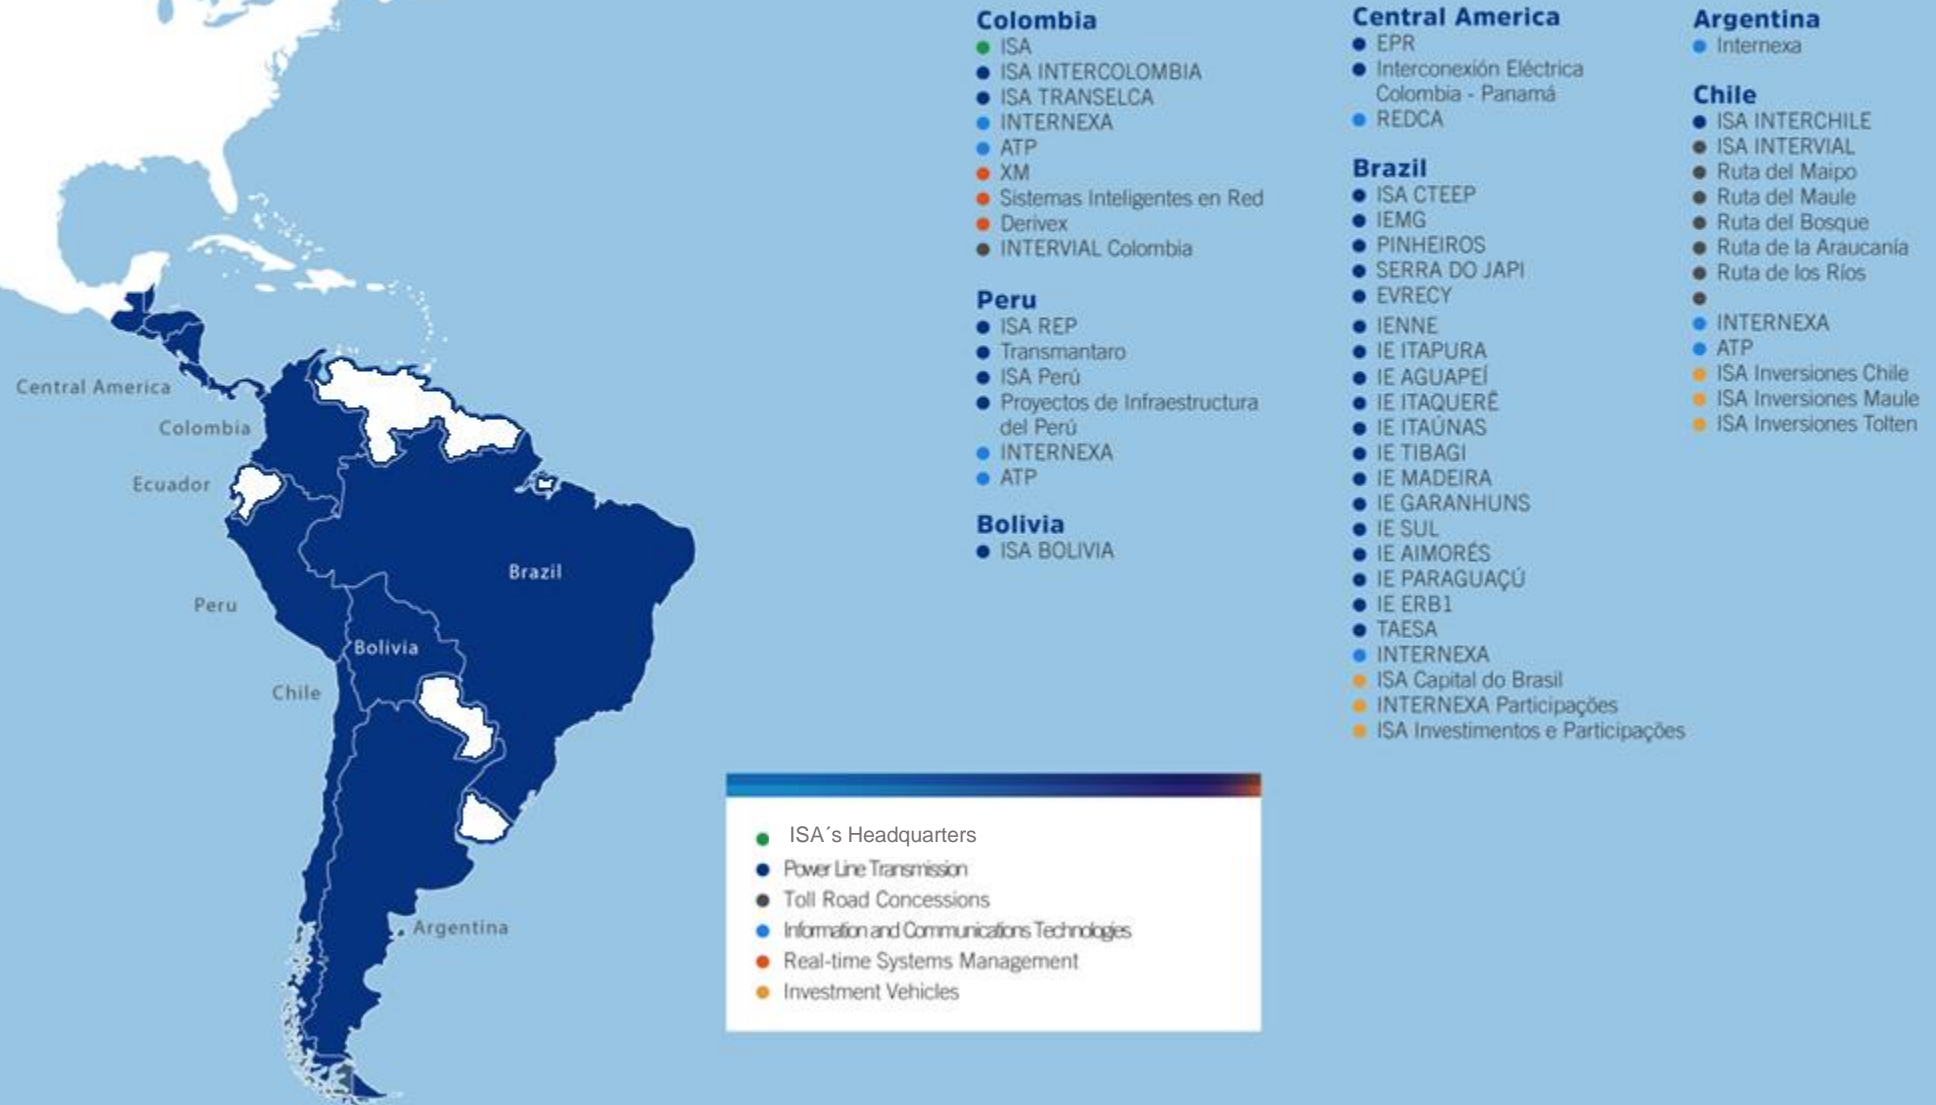 Colombia
ISA
ISA INTERCOLOMBIA
ISA TRANSELCA
INTERNEXA
ATP
XM
Sistemas Inteligentes en Red
Derivex
INTERVIAL Colombia
Peru
ISA REP
Transmantaro
ISA Perú
Proyectos de Infraestructura
del Perú
INTERNEXA
ATP
Bolivia
ISA BOLIVIA
Central America
EPR
Interconexión Eléctrica
Colombia - Panamá
REDCA
Brazil
ISA CTEEP
IEMG
PINHEIROS
SERRA DO JAPI
EVRECY
IENNE
IE ITAPURA
IE AGUAPEÍ
IE ITAQUERÊ
IE ITAÚNAS
IE TIBAGI
IE MADEIRA
IE GARANHUNS
IE SUL
IE AIMORÉS
IE PARAGUAÇÚ
IE ERB1
TAESA
INTERNEXA
ISA Capital do Brasil
INTERNEXA Participações
ISA Investimentos e Participações
Argentina
Internexa
Chile
ISA INTERCHILE
ISA INTERVIAL
Ruta del Maipo
Ruta del Maule
Ruta del Bosque
Ruta de la Araucanía
Ruta de los Ríos
INTERNEXA
ATP
ISA Inversiones Chile
ISA Inversiones Maule
ISA Inversiones Tolten
Central America
Colombia
Ecuador
Brazil
Peru
Bolivia
Chile
Argentina
ISA´s Headquarters
Power Line Transmission
Toll Road Concessions
Information and Communications Technologies
Real-time Systems Management
Investment Vehicles